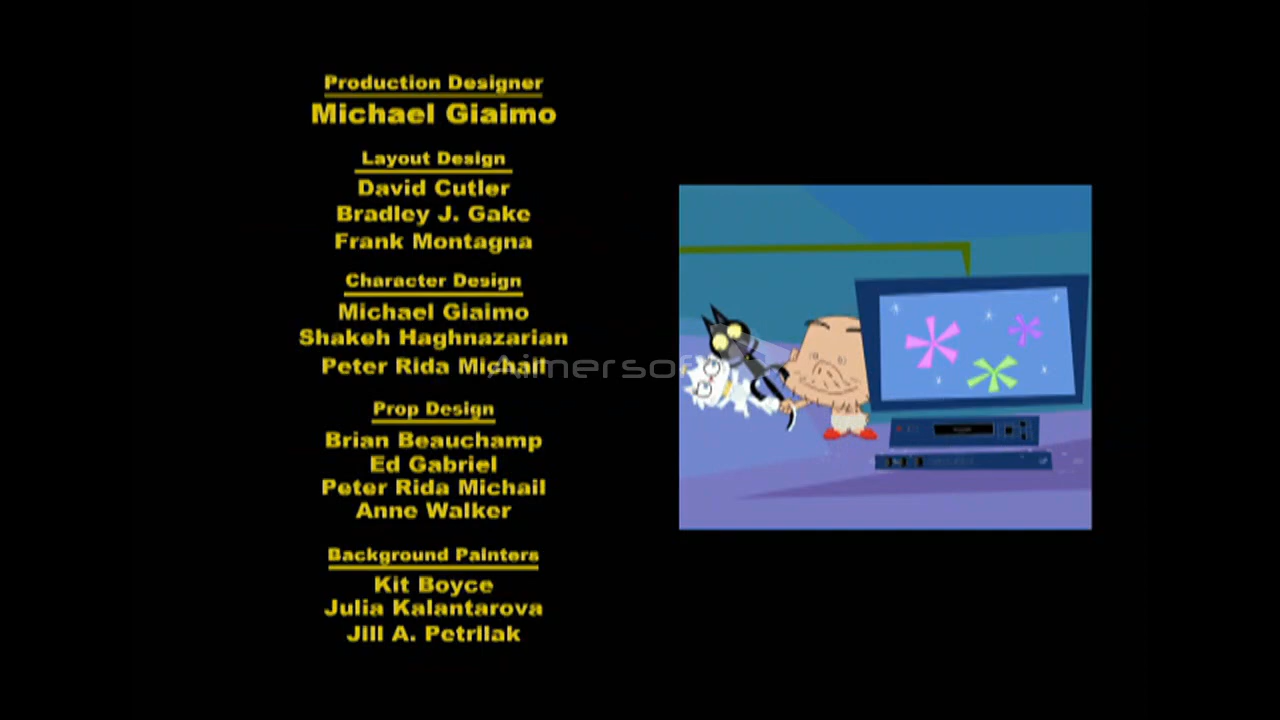 Production Designer
Michael Giaimo
Layout Design
David Cutler
Bradley J. Gake
Frank Montagna
Character Design
Michael Giaimo
Shakeh Haghnazarian
Peter Rida Michail
Aimersoft
Prop Design
Brian Beauchamp
Ed Gabriel
Peter Rida Michail
Anne Walker
Background Painters
Kit Boyce
Julia Kalantarova
Jill A. Petrilak